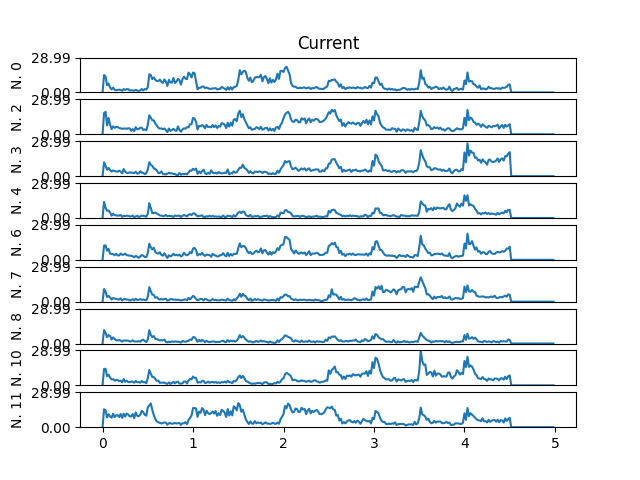 Current
28.99
0.00
N. 0
28.99
0.00
N. 2
28.99
0.00
N. 3
28.99
0.00
N. 4
28.99
0.00
N. 6
28.99
0.00
N. 7
28.99
0.00
N. 8
28.99
0.00
N. 10
28.99
0.00
N. 11
0 1 2 3 4 5